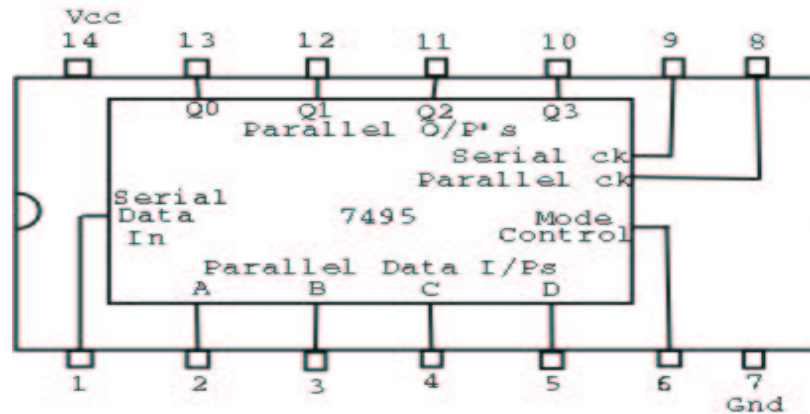 Vcc
14 13 12 11 10 9 8
Q0 Q1 Q2 Q3
Parallel O/P's
Serial ck
Parallel ck
Serial
Data 7495 Mode
In Control
Parallel Data I/Ps
A B C D
1 2 3 4 5 6 7
Gnd